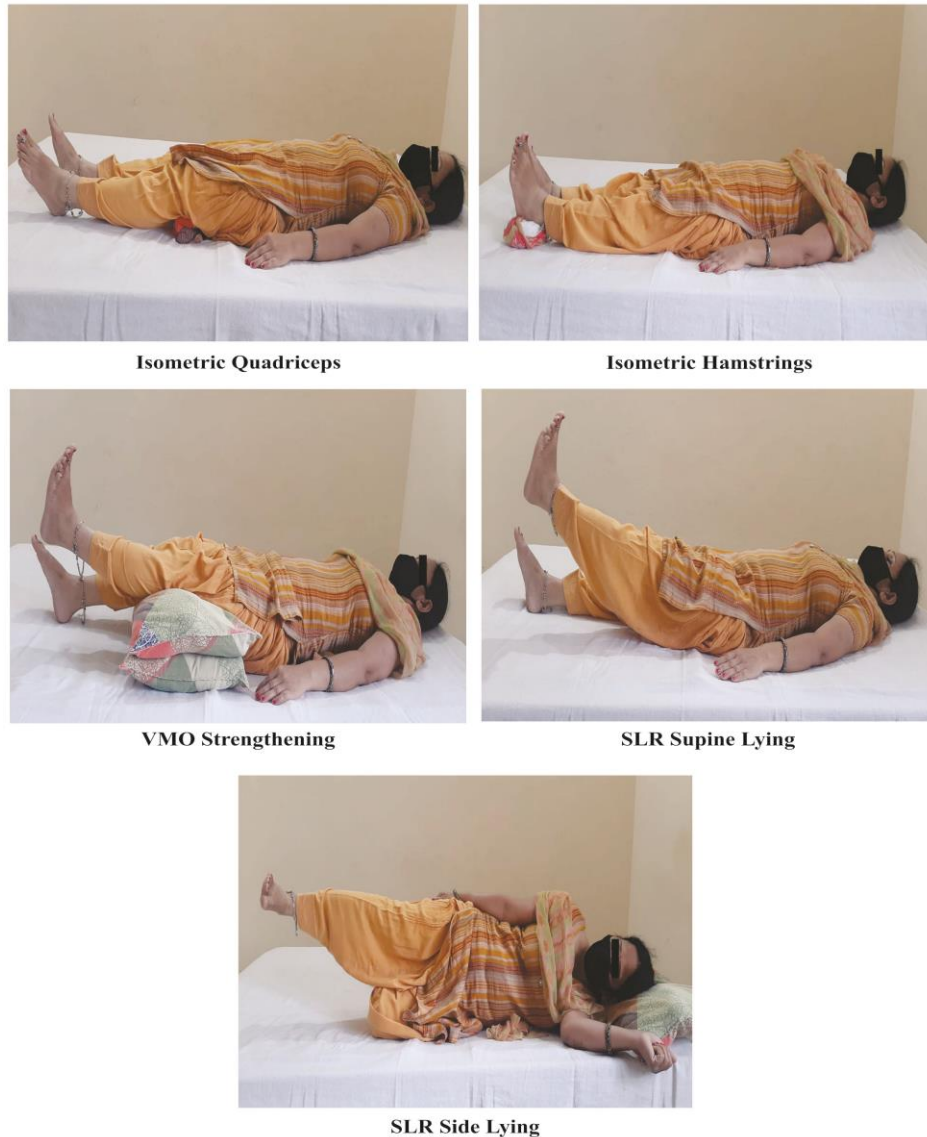 Isometric Quadriceps
Isometric Hamstrings
VMO Strengthening
SLR Supine Lying
SLR Side Lying